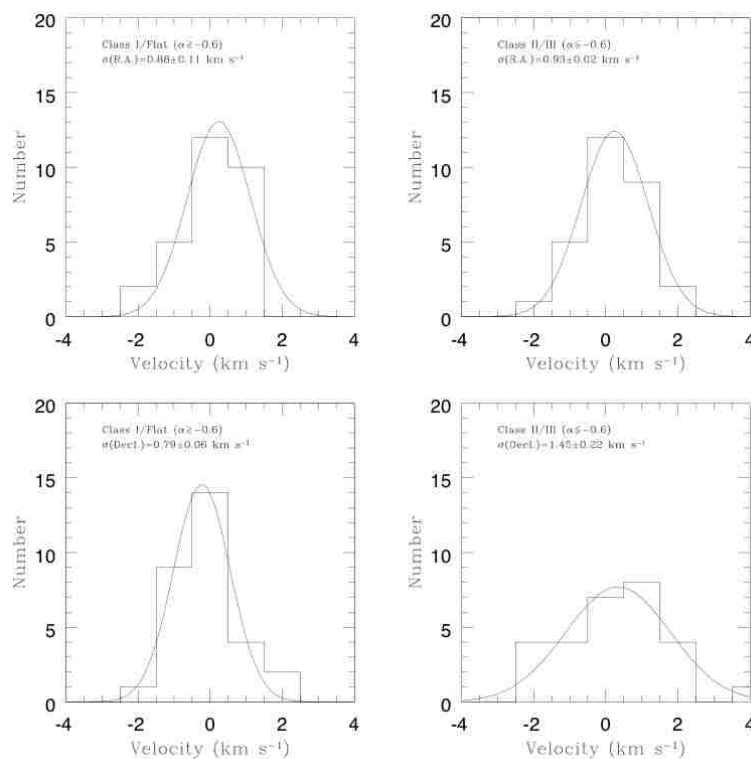 20
15
10
5
0
Number
Class I/Flat (α≥−0.6)
σ(R.A.)=0.88±0.11 km s⁻¹
-4 -2 0 2 4
Velocity (km s⁻¹)
20
15
10
5
0
Number
Class II/III (α≤−0.6)
σ(R.A.)=0.93±0.02 km s⁻¹
-4 -2 0 2 4
Velocity (km s⁻¹)
20
15
10
5
0
Number
Class I/Flat (α≥−0.6)
σ(Decl.)=0.79±0.06 km s⁻¹
-4 -2 0 2 4
Velocity (km s⁻¹)
20
15
10
5
0
Number
Class II/III (α≤−0.6)
σ(Decl.)=1.45±0.22 km s⁻¹
-4 -2 0 2 4
Velocity (km s⁻¹)